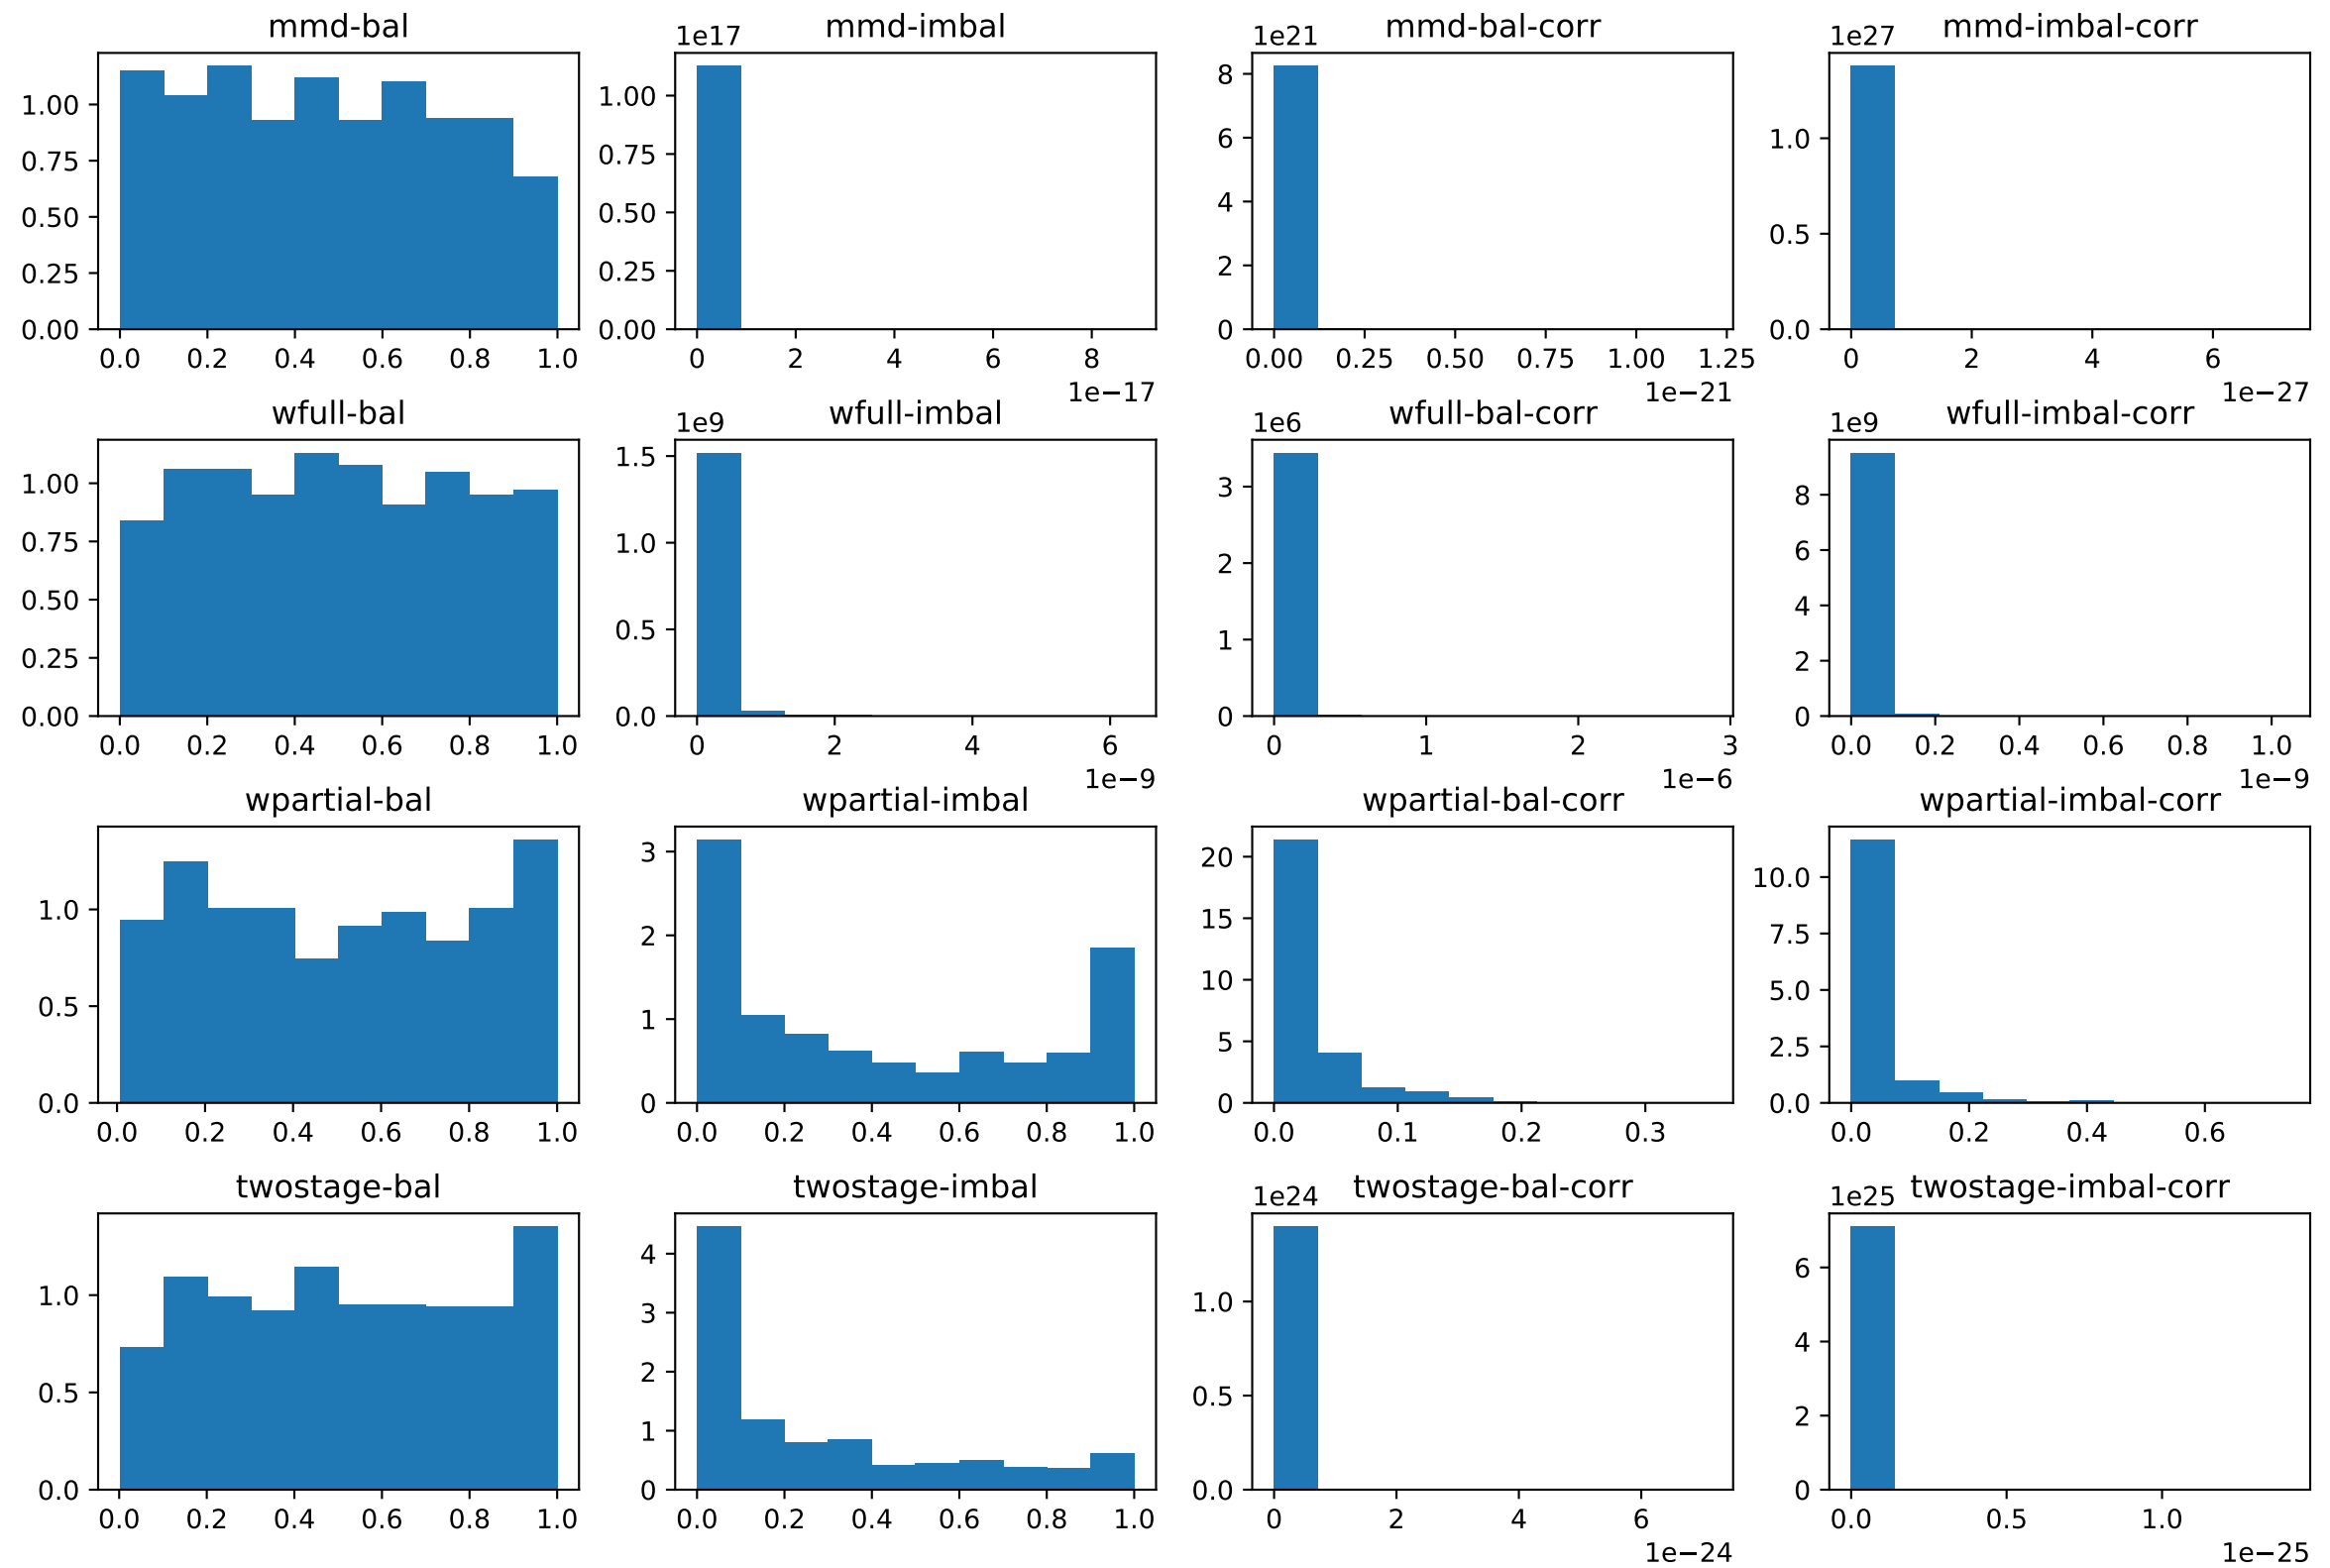 mmd-bal
1.00
0.75
0.50
0.25
0.00
0.0 0.2 0.4 0.6 0.8 1.0
mmd-imbal
1e17
1.00
0.75
0.50
0.25
0.00
0 2 4 6 8
1e−17
mmd-bal-corr
1e21
8
6
4
2
0
0.00 0.25 0.50 0.75 1.00 1.25
1e−21
mmd-imbal-corr
1e27
1.0
0.5
0.0
0 2 4 6
1e−27
wfull-bal
1.00
0.75
0.50
0.25
0.00
0.0 0.2 0.4 0.6 0.8 1.0
wfull-imbal
1e9
1.5
1.0
0.5
0.0
0 2 4 6
1e−9
wfull-bal-corr
1e6
3
2
1
0
0 1 2 3
1e−6
wfull-imbal-corr
1e9
8
6
4
2
0
0.0 0.2 0.4 0.6 0.8 1.0
1e−9
wpartial-bal
1.0
0.5
0.0
0.0 0.2 0.4 0.6 0.8 1.0
wpartial-imbal
3
2
1
0
0.0 0.2 0.4 0.6 0.8 1.0
wpartial-bal-corr
20
15
10
5
0
0.0 0.1 0.2 0.3
wpartial-imbal-corr
10.0
7.5
5.0
2.5
0.0
0.0 0.2 0.4 0.6
twostage-bal
1.0
0.5
0.0
0.0 0.2 0.4 0.6 0.8 1.0
twostage-imbal
4
3
2
1
0
0.0 0.2 0.4 0.6 0.8 1.0
twostage-bal-corr
1e24
1.0
0.5
0.0
0 2 4 6
1e−24
twostage-imbal-corr
1e25
6
4
2
0
0.0 0.5 1.0
1e−25